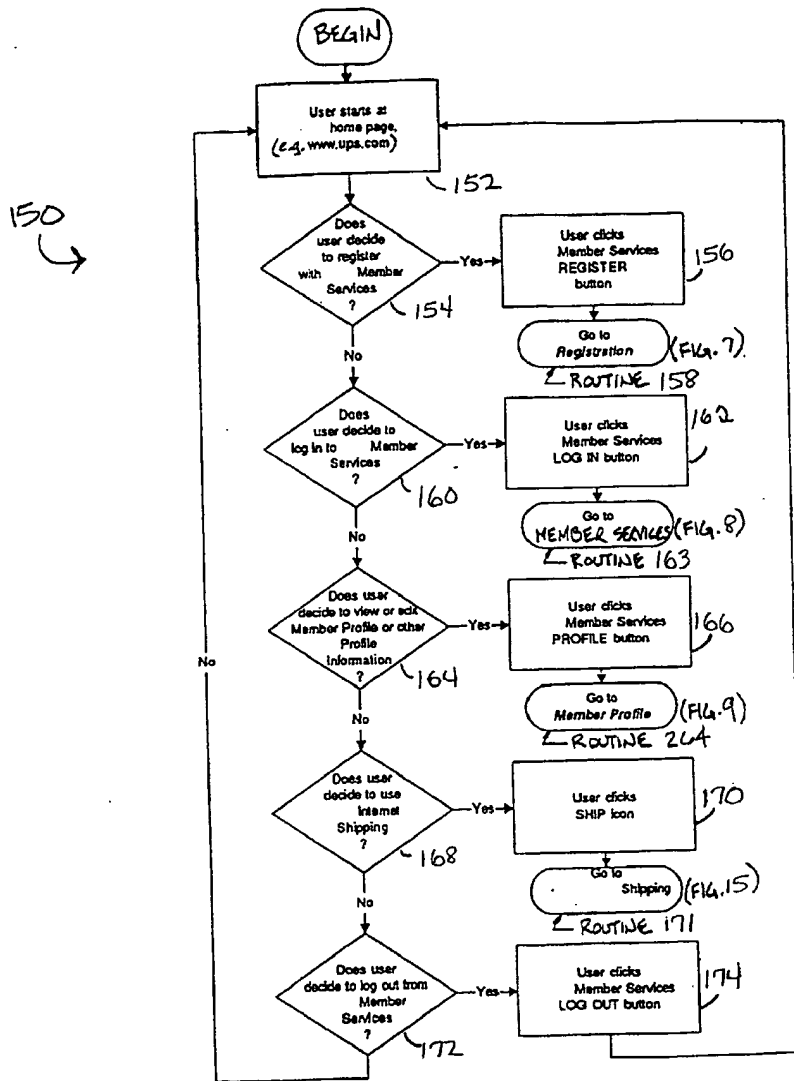 BEGIN
User starts at
home page,
(e.g. www.ups.com)
152
150
Does
user decide
to register
with Member
Services
?
154
Yes
User clicks
Member Services
REGISTER
button
156
Go to
Registration
(FIG. 7)
ROUTINE 158
No
Does
user decide to
log in to Member
Services
?
160
Yes
User clicks
Member Services
LOG IN button
162
Go to
MEMBER SERVICES
(FIG. 8)
ROUTINE 163
No
Does user
decide to view or edit
Member Profile or other
Profile
Information
?
164
Yes
User clicks
Member Services
PROFILE button
166
Go to
Member Profile
(FIG. 9)
ROUTINE 264
No
No
Does user
decide to use
Internet
Shipping
?
168
Yes
User clicks
SHIP icon
170
Go to
Shipping
(FIG. 15)
ROUTINE 171
No
Does user
decide to log out from
Member
Services
?
172
Yes
User clicks
Member Services
LOG OUT button
174